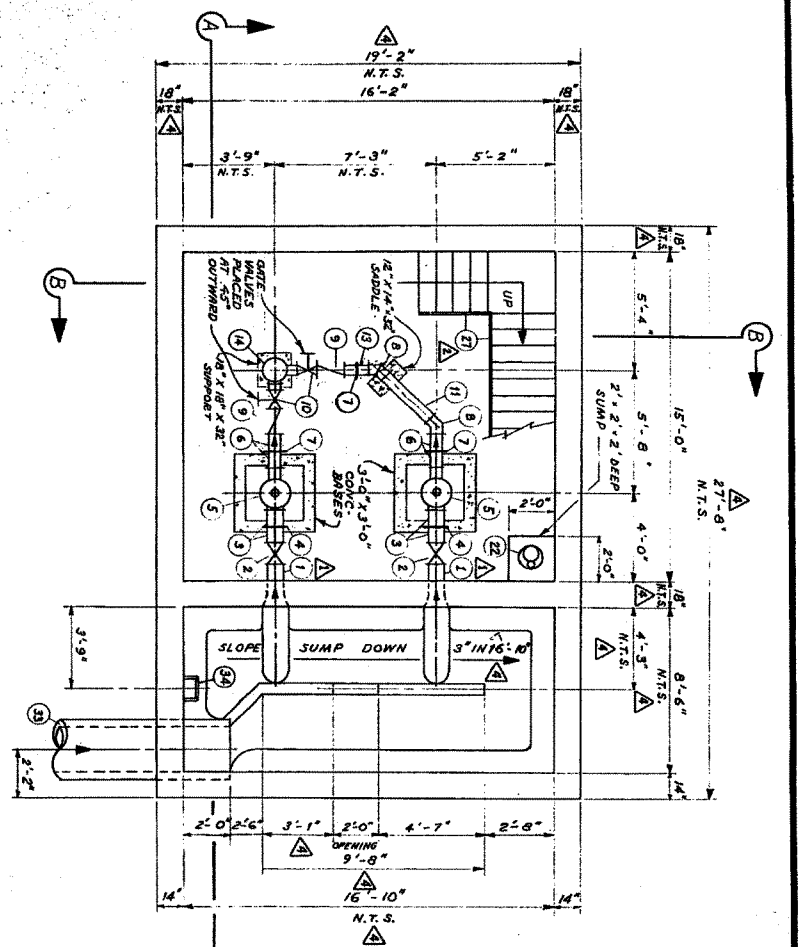 A
4
19'-2"
N.T.S.
16'-2"
18"
N.T.S.
4
18"
N.T.S.
4
3'-9"
N.T.S.
7'-3"
N.T.S.
5'-2"
18"
N.T.S.
4
4
27'-8"
N.T.S.
B
B
5'-4"
5'-8"
4'-0"
15'-0"
GATE
VALVES
PLACED
AT 45°
OUTWARD
12" X 14" X 32"
SADDLE
UP
27
2
14
9
13
7
8
11
8
10
18" X 18" X 32"
SUPPORT
9
6
7
6
7
3'-0" X 3'-0"
CONC.
BASES
5
5
3
4
3
4
2
1
1
2
1
1
2' x 2' x 2' DEEP
SUMP
2'-0"
2'-0"
22
18"
N.T.S.
4
4'-3"
N.T.S.
4
8'-6"
N.T.S.
14"
3'-9"
SLOPE SUMP DOWN 3" IN 16'-10"
4
34
33
2'-2"
2'-0"
2'-6"
3'-1"
4
2'-0"
OPENING
4'-7"
2'-8"
9'-8"
4
14"
16'-10"
N.T.S.
4
14"